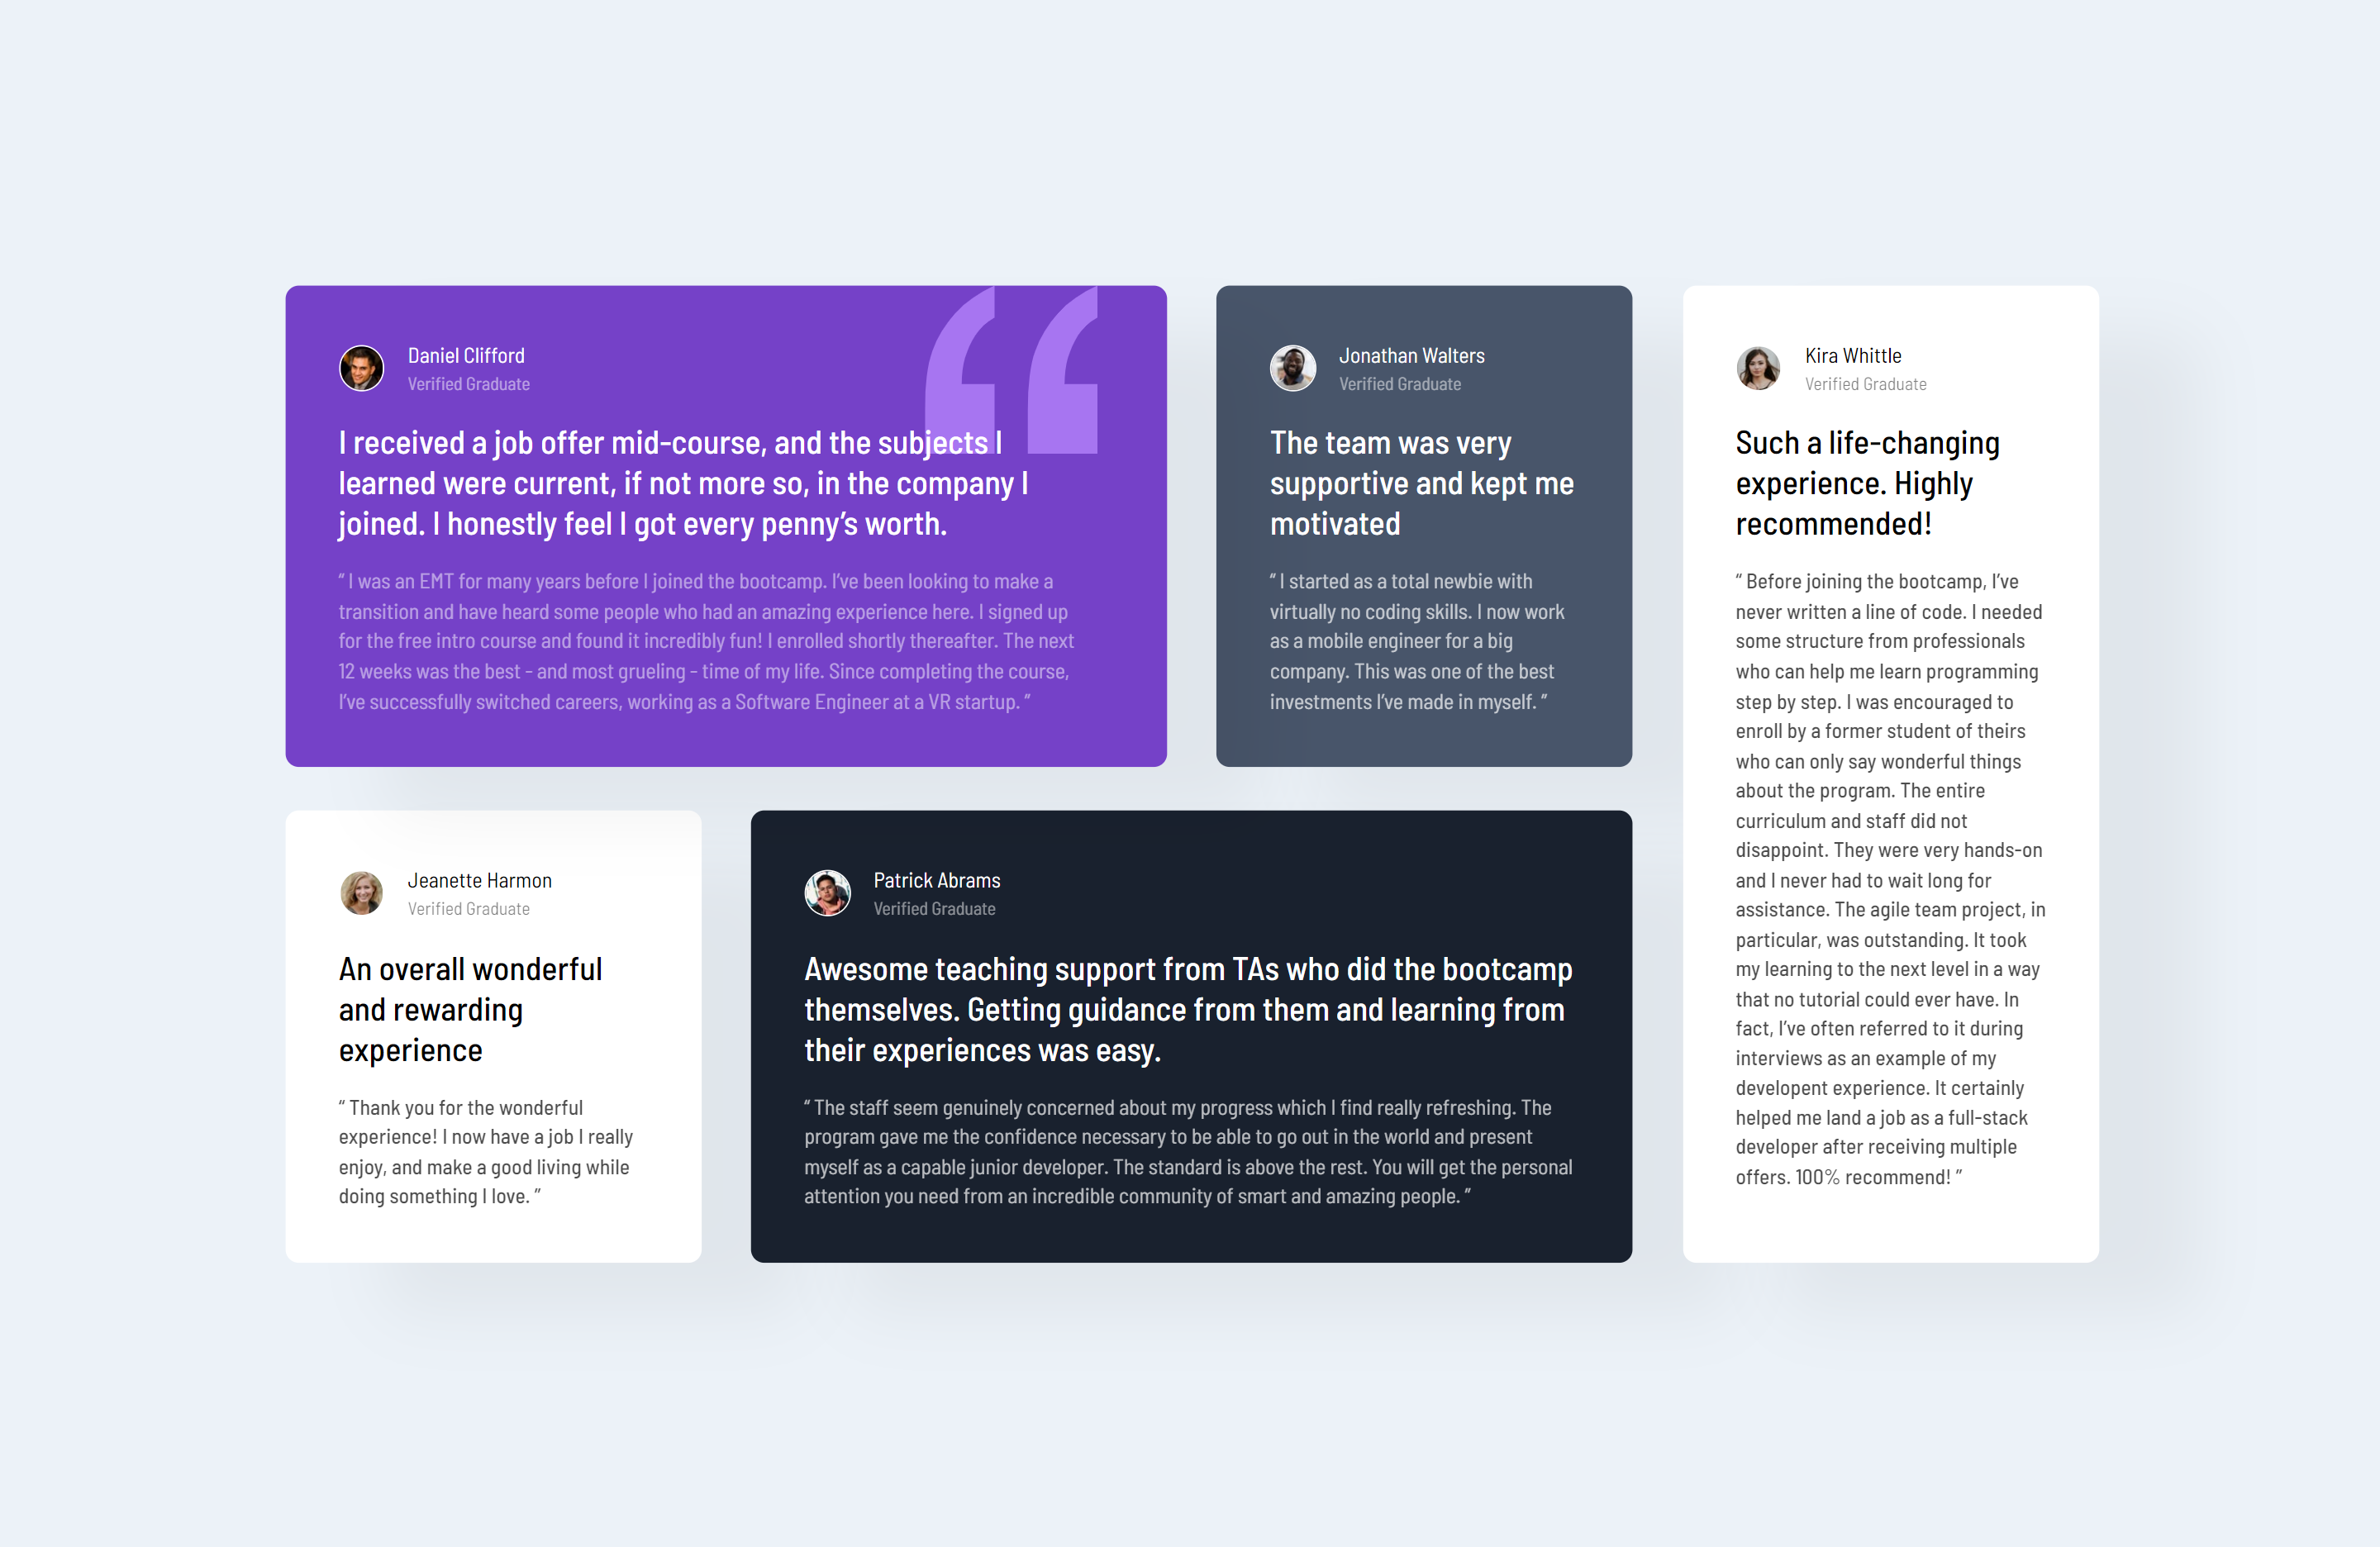 Daniel Clifford
Verified Graduate
I received a job offer mid-course, and the subjects I
learned were current, if not more so, in the company I
joined. I honestly feel I got every penny’s worth.
“ I was an EMT for many years before I joined the bootcamp. I’ve been looking to make a
transition and have heard some people who had an amazing experience here. I signed up
for the free intro course and found it incredibly fun! I enrolled shortly thereafter. The next
12 weeks was the best - and most grueling - time of my life. Since completing the course,
I’ve successfully switched careers, working as a Software Engineer at a VR startup. ”
Jonathan Walters
Verified Graduate
The team was very
supportive and kept me
motivated
“ I started as a total newbie with
virtually no coding skills. I now work
as a mobile engineer for a big
company. This was one of the best
investments I’ve made in myself. ”
Kira Whittle
Verified Graduate
Such a life-changing
experience. Highly
recommended!
“ Before joining the bootcamp, I’ve
never written a line of code. I needed
some structure from professionals
who can help me learn programming
step by step. I was encouraged to
enroll by a former student of theirs
who can only say wonderful things
about the program. The entire
curriculum and staff did not
disappoint. They were very hands-on
and I never had to wait long for
assistance. The agile team project, in
particular, was outstanding. It took
my learning to the next level in a way
that no tutorial could ever have. In
fact, I’ve often referred to it during
interviews as an example of my
developent experience. It certainly
helped me land a job as a full-stack
developer after receiving multiple
offers. 100% recommend! ”
Jeanette Harmon
Verified Graduate
An overall wonderful
and rewarding
experience
“ Thank you for the wonderful
experience! I now have a job I really
enjoy, and make a good living while
doing something I love. ”
Patrick Abrams
Verified Graduate
Awesome teaching support from TAs who did the bootcamp
themselves. Getting guidance from them and learning from
their experiences was easy.
“ The staff seem genuinely concerned about my progress which I find really refreshing. The
program gave me the confidence necessary to be able to go out in the world and present
myself as a capable junior developer. The standard is above the rest. You will get the personal
attention you need from an incredible community of smart and amazing people. ”